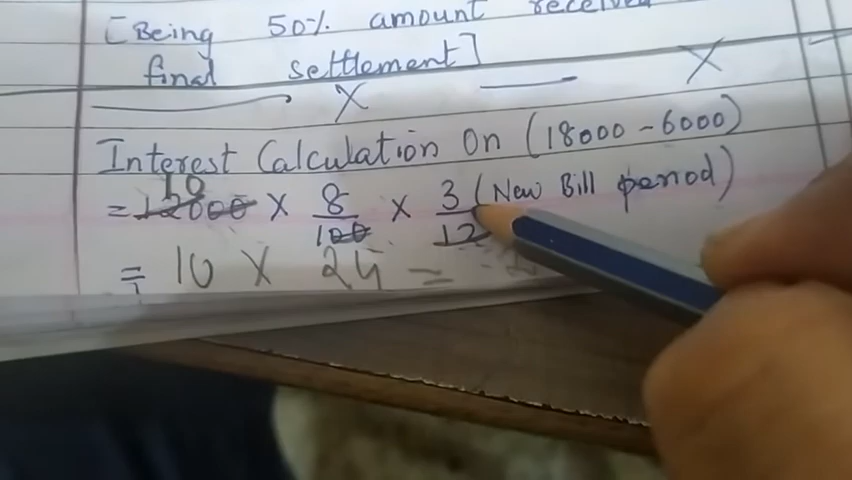 [Being 50% amount received
final settlement]
X X
Interest Calculation On (18000-6000)
10
= 12000 X 8/100 X 3/12 (New Bill period)
= 10 X 24 =